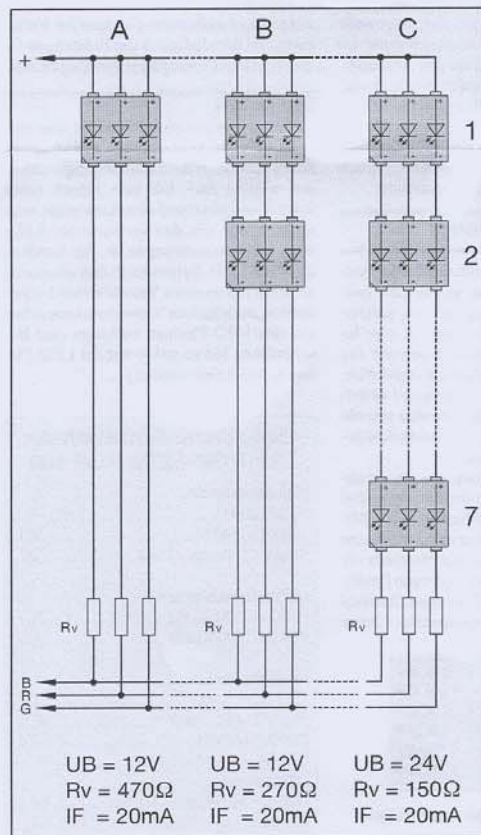 A B C
+
1
2
7
Rv Rv Rv
B
R
G
UB = 12V UB = 12V UB = 24V
Rv = 470Ω Rv = 270Ω Rv = 150Ω
IF = 20mA IF = 20mA IF = 20mA